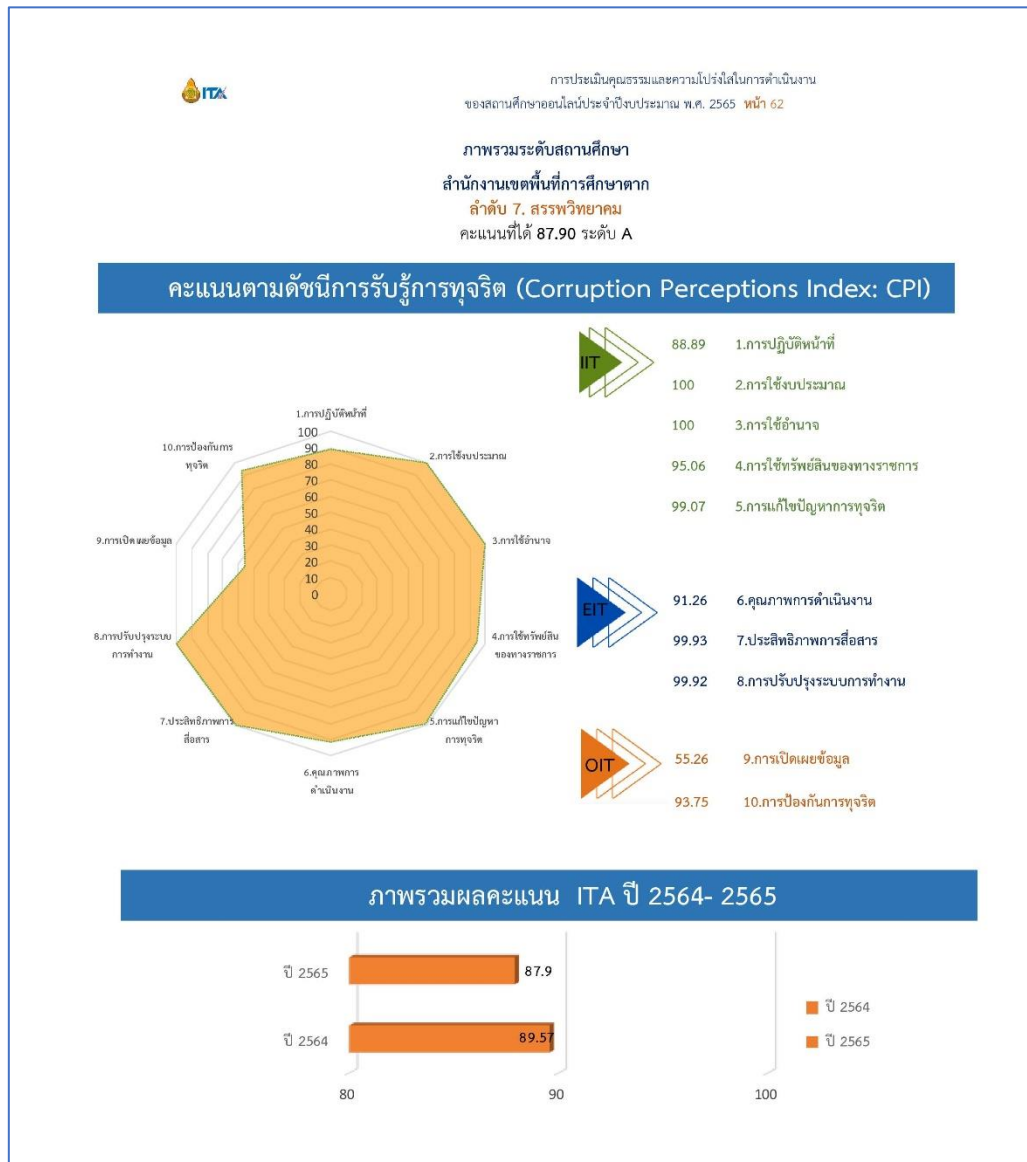 ITA
การประเมินคุณธรรมและความโปร่งใสในการดำเนินงาน
ของสถานศึกษาออนไลน์ประจำปีงบประมาณ พ.ศ. 2565 หน้า 62
ภาพรวมระดับสถานศึกษา
สำนักงานเขตพื้นที่การศึกษาตาก
ลำดับ 7. สรรพวิทยาคม
คะแนนที่ได้ 87.90 ระดับ A
คะแนนตามดัชนีการรับรู้การทุจริต (Corruption Perceptions Index: CPI)
1.การปฏิบัติหน้าที่
2.การใช้งบประมาณ
3.การใช้อำนาจ
4.การใช้ทรัพย์สิน
ของทางราชการ
5.การแก้ไขปัญหา
การทุจริต
6.คุณภาพการ
ดำเนินงาน
7.ประสิทธิภาพการ
สื่อสาร
8.การปรับปรุงระบบ
การทำงาน
9.การเปิดเผยข้อมูล
10.การป้องกันการ
ทุจริต
100
90
80
70
60
50
40
30
20
10
0
IIT
88.89 1.การปฏิบัติหน้าที่
100 2.การใช้งบประมาณ
100 3.การใช้อำนาจ
95.06 4.การใช้ทรัพย์สินของทางราชการ
99.07 5.การแก้ไขปัญหาการทุจริต
EIT
91.26 6.คุณภาพการดำเนินงาน
99.93 7.ประสิทธิภาพการสื่อสาร
99.92 8.การปรับปรุงระบบการทำงาน
OIT
55.26 9.การเปิดเผยข้อมูล
93.75 10.การป้องกันการทุจริต
ภาพรวมผลคะแนน ITA ปี 2564- 2565
ปี 2565 87.9
ปี 2564 89.57
ปี 2564
ปี 2565
80 90 100